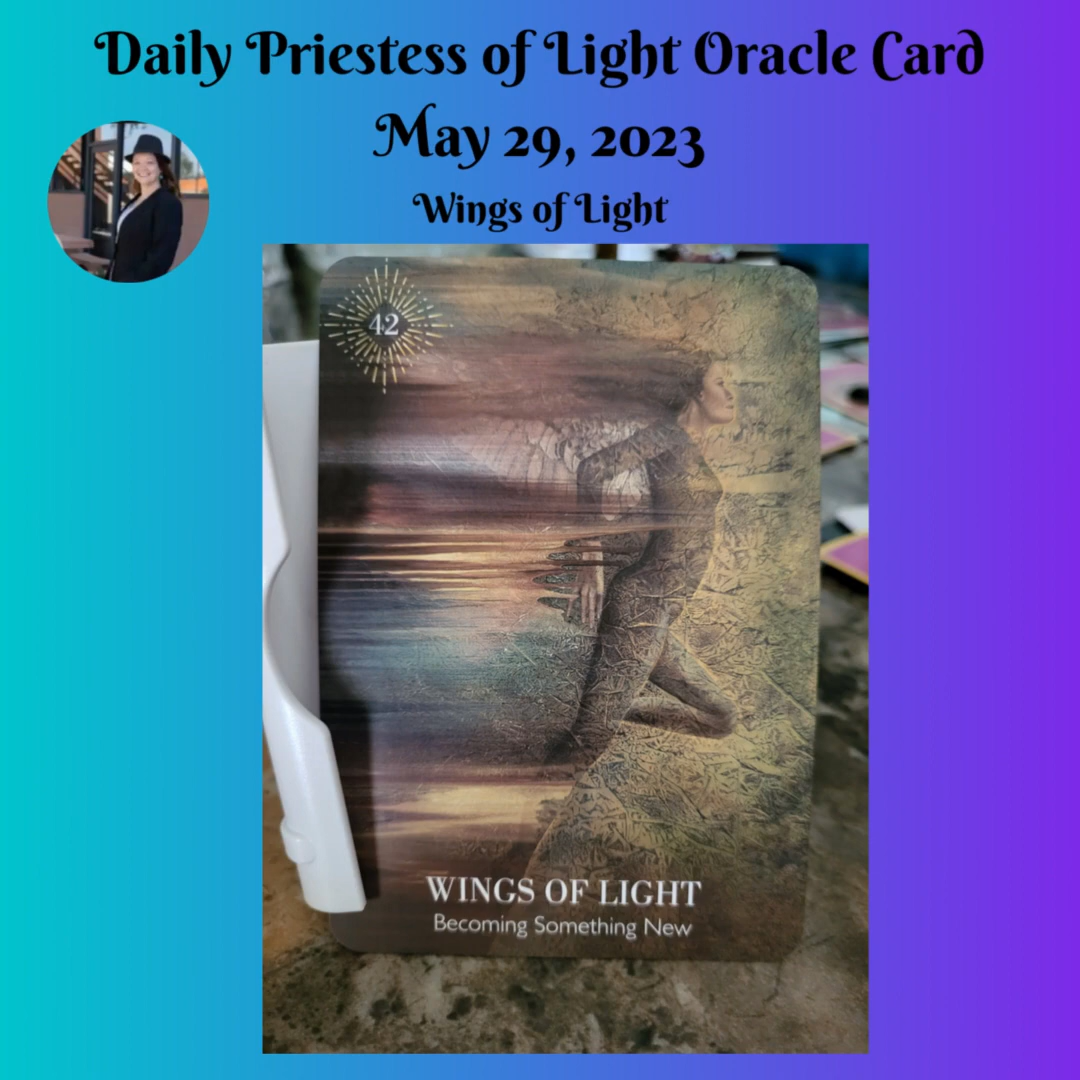 Daily Priestess of Light Oracle Card
May 29, 2023
Wings of Light
42
WINGS OF LIGHT
Becoming Something New